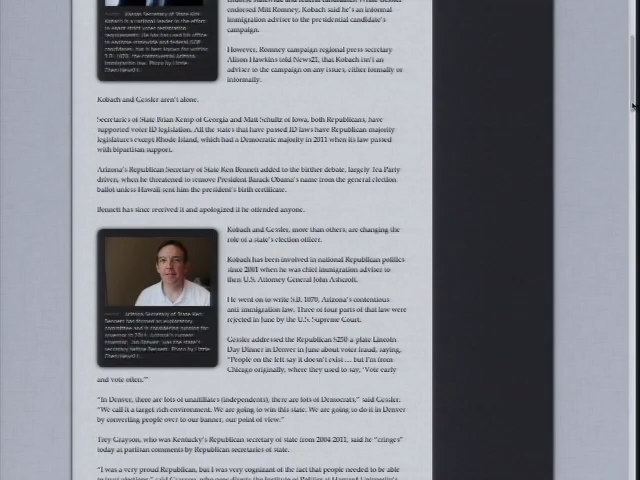 endorsed Mitt Romney, Kobach said he's an informal
immigration adviser to the presidential candidate's
campaign.
However, Romney campaign regional press secretary
Alison Hawkins told News21, that Kobach isn't an
adviser to the campaign on any issues, either formally or
informally.
Kobach and Gessler aren't alone.
Secretaries of State Brian Kemp of Georgia and Matt Schultz of Iowa, both Republicans, have
supported voter ID legislation. All the states that have passed ID laws have Republican majority
legislatures except Rhode Island, which had a Democratic majority in 2011 when its law passed
with bipartisan support.
Arizona's Republican Secretary of State Ken Bennett added to the birther debate, largely Tea Party
driven, when he threatened to remove President Barack Obama's name from the general election
ballot unless Hawaii sent him the president's birth certificate.
Bennett has since received it and apologized if he offended anyone.
Kobach and Gessler, more than others, are changing the
role of a state's election officer.
Kobach has been involved in national Republican politics
since 2001 when he was chief immigration adviser to
then U.S. Attorney General John Ashcroft.
He went on to write S.B. 1070, Arizona's contentious
anti immigration law. Three of four parts of that law were
rejected in June by the U.S. Supreme Court.
Gessler addressed the Republican $250-a-plate Lincoln
Day Dinner in Denver in June about voter fraud, saying,
"People on the left say it doesn't exist … but I'm from
Chicago originally, where they used to say, 'Vote early
and vote often.'"
"In Denver, there are lots of unaffiliates (independents), there are lots of Democrats," said Gessler.
"We call it a target rich environment. We are going to win this state. We are going to do it in Denver
by converting people over to our banner, our point of view."
Trey Grayson, who was Kentucky's Republican secretary of state from 2004-2011, said he "cringes"
today at partisan comments by Republican secretaries of state.
"I was a very proud Republican, but I was very cognizant of the fact that people needed to be able